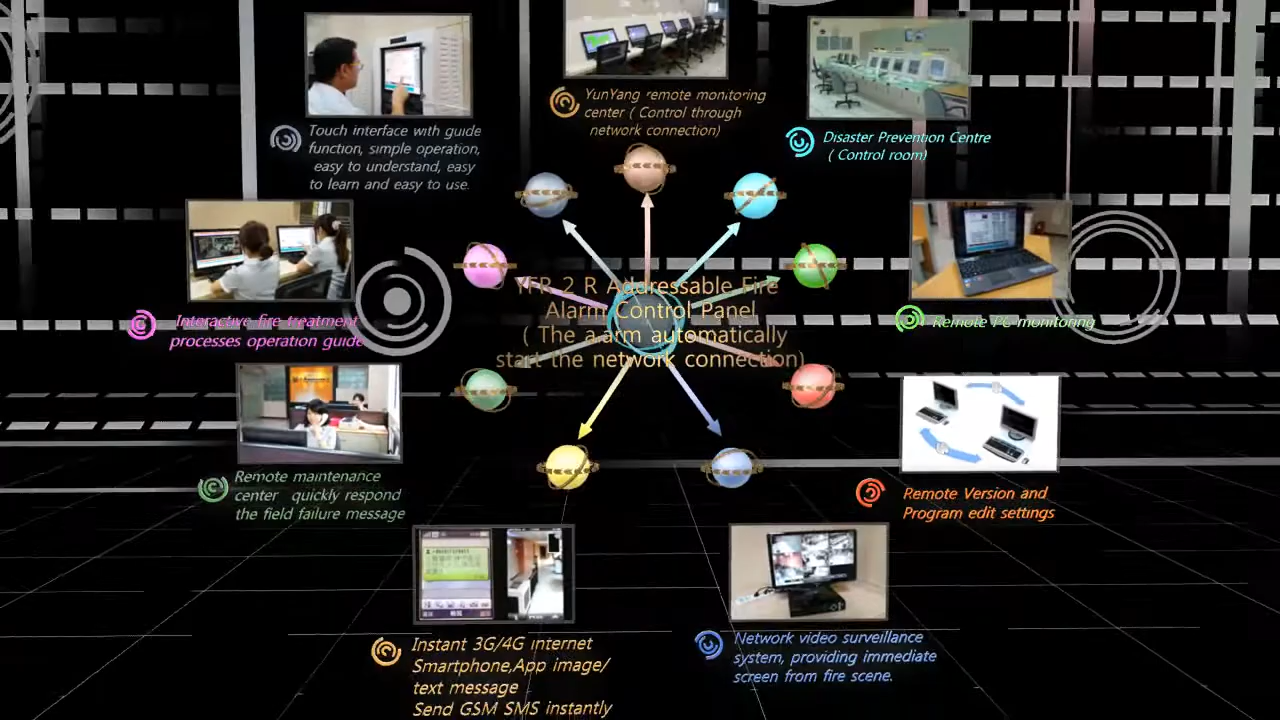 YunYang remote monitoring
center ( Control through
network connection)
Touch interface with guide
function, simple operation,
easy to understand, easy
to learn and easy to use.
Disaster Prevention Centre
( Control room)
YFR 2 R Addressable Fire
Alarm Control Panel
( The alarm automatically
start the network connection)
Interactive fire treatment
processes operation guide
Remote PC monitoring
Remote maintenance
center quickly respond
the field failure message
Remote Version and
Program edit settings
Instant 3G/4G internet
Smartphone,App image/
text message
Send GSM SMS instantly
Network video surveillance
system, providing immediate
screen from fire scene.